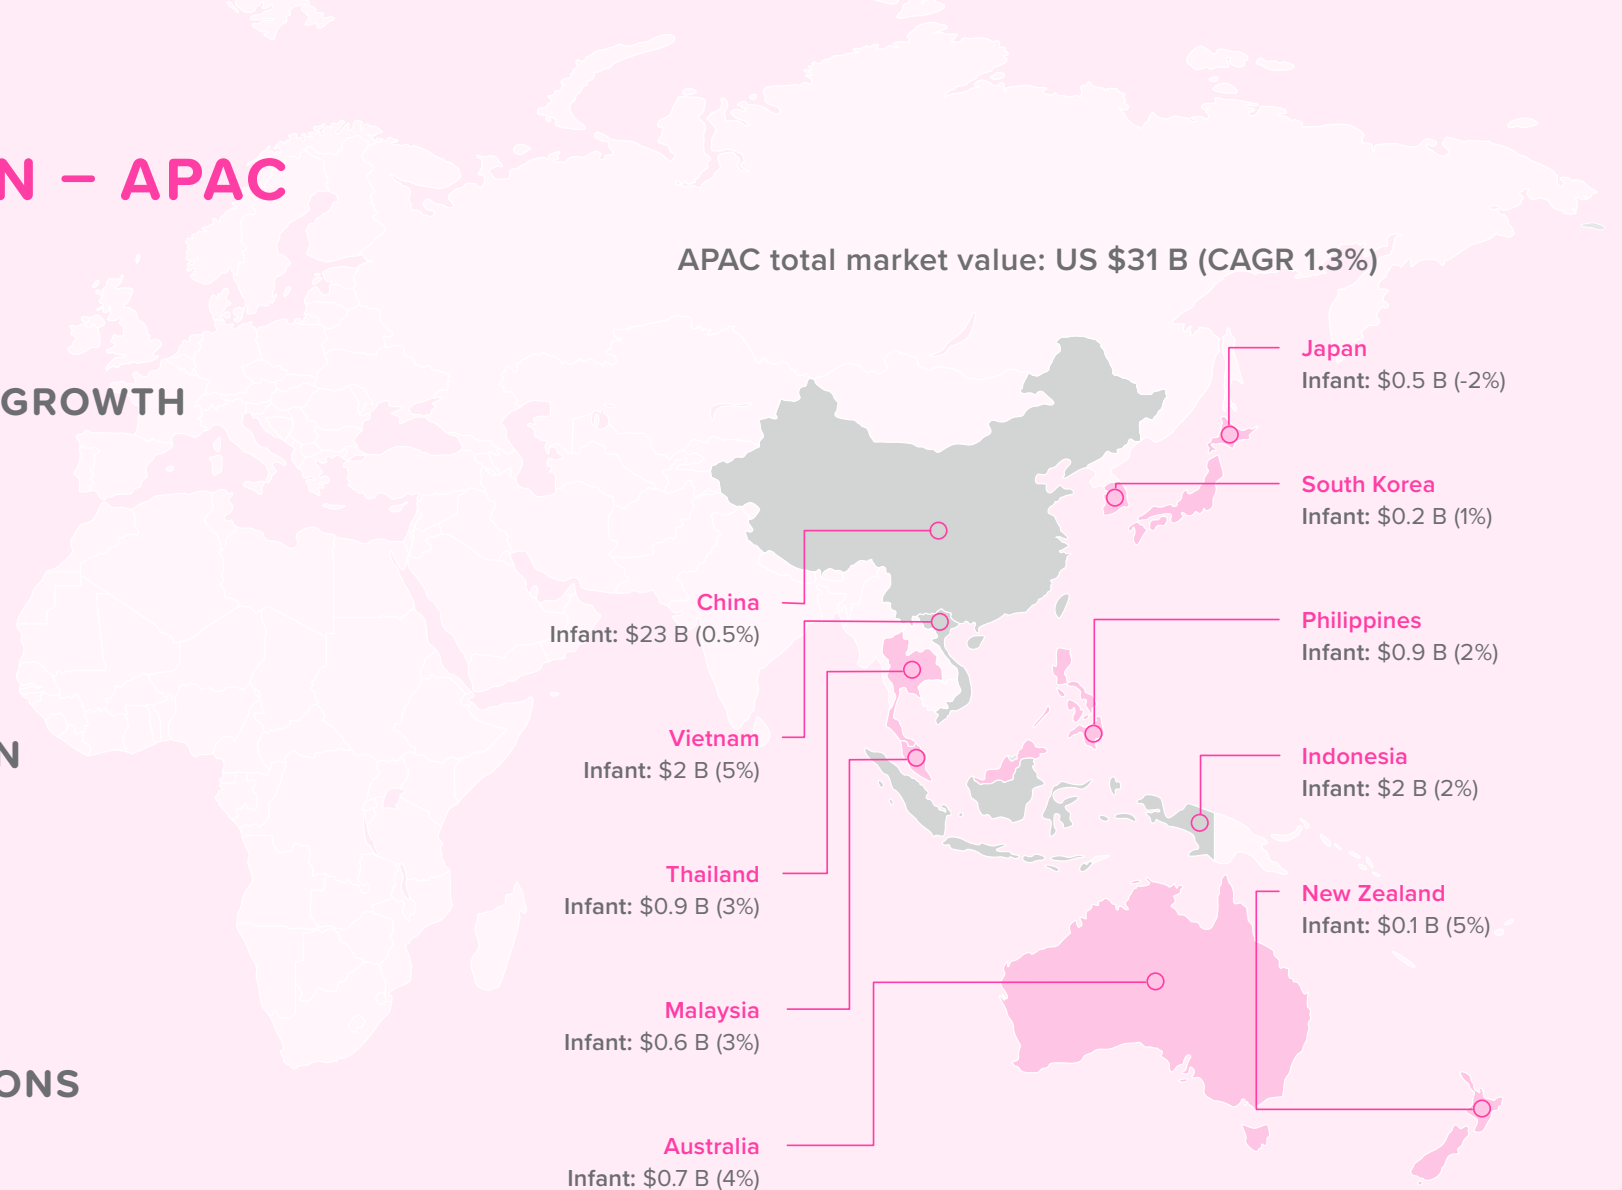 N – APAC
APAC total market value: US $31 B (CAGR 1.3%)
GROWTH
N
ONS
China
Infant: $23 B (0.5%)
Vietnam
Infant: $2 B (5%)
Thailand
Infant: $0.9 B (3%)
Malaysia
Infant: $0.6 B (3%)
Australia
Infant: $0.7 B (4%)
Japan
Infant: $0.5 B (-2%)
South Korea
Infant: $0.2 B (1%)
Philippines
Infant: $0.9 B (2%)
Indonesia
Infant: $2 B (2%)
New Zealand
Infant: $0.1 B (5%)